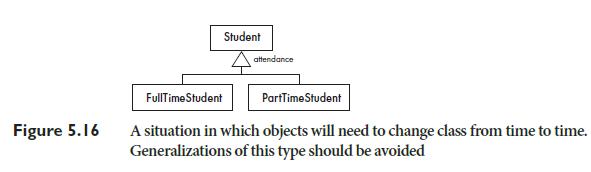 Student
attendance
FullTimeStudent PartTimeStudent
Figure 5.16 A situation in which objects will need to change class from time to time.
Generalizations of this type should be avoided